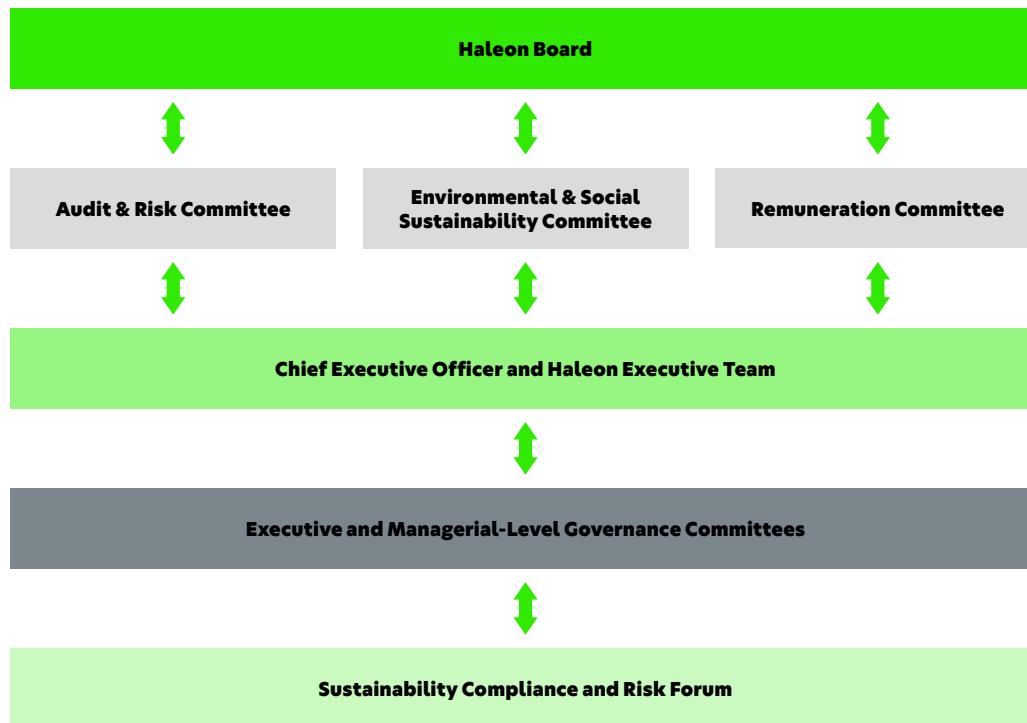 Haleon Board
Audit & Risk Committee
Environmental & Social
Sustainability Committee
Remuneration Committee
Chief Executive Officer and Haleon Executive Team
Executive and Managerial-Level Governance Committees
Sustainability Compliance and Risk Forum